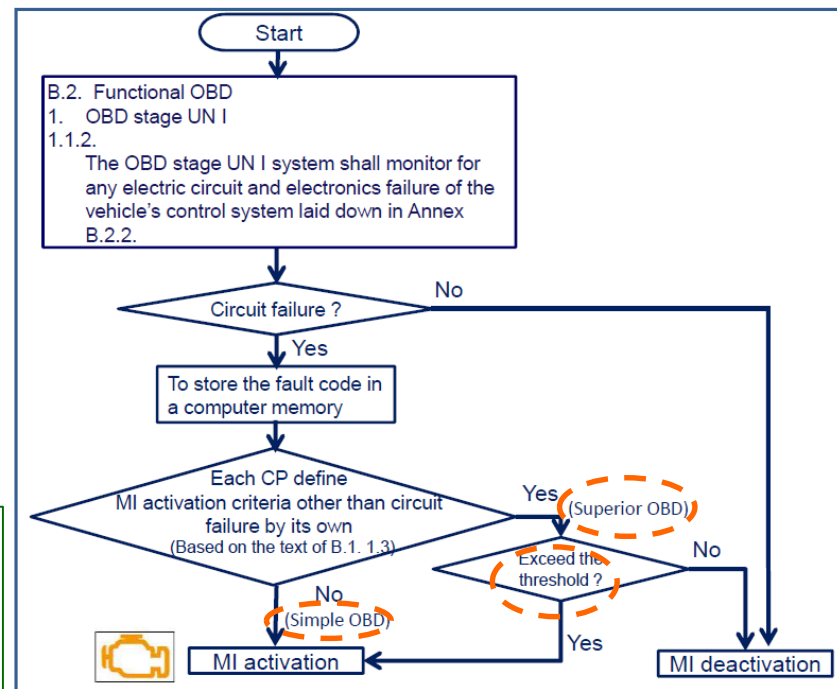 Start
B.2. Functional OBD
1. OBD stage UN I
1.1.2.
The OBD stage UN I system shall monitor for
any electric circuit and electronics failure of the
vehicle's control system laid down in Annex
B.2.2.
Circuit failure ?
No
Yes
To store the fault code in
a computer memory
Each CP define
MI activation criteria other than circuit
failure by its own
(Based on the text of B.1. 1.3)
Yes
(Superior OBD)
Exceed the
threshold ?
No
No
(Simple OBD)
Yes
MI activation
MI deactivation